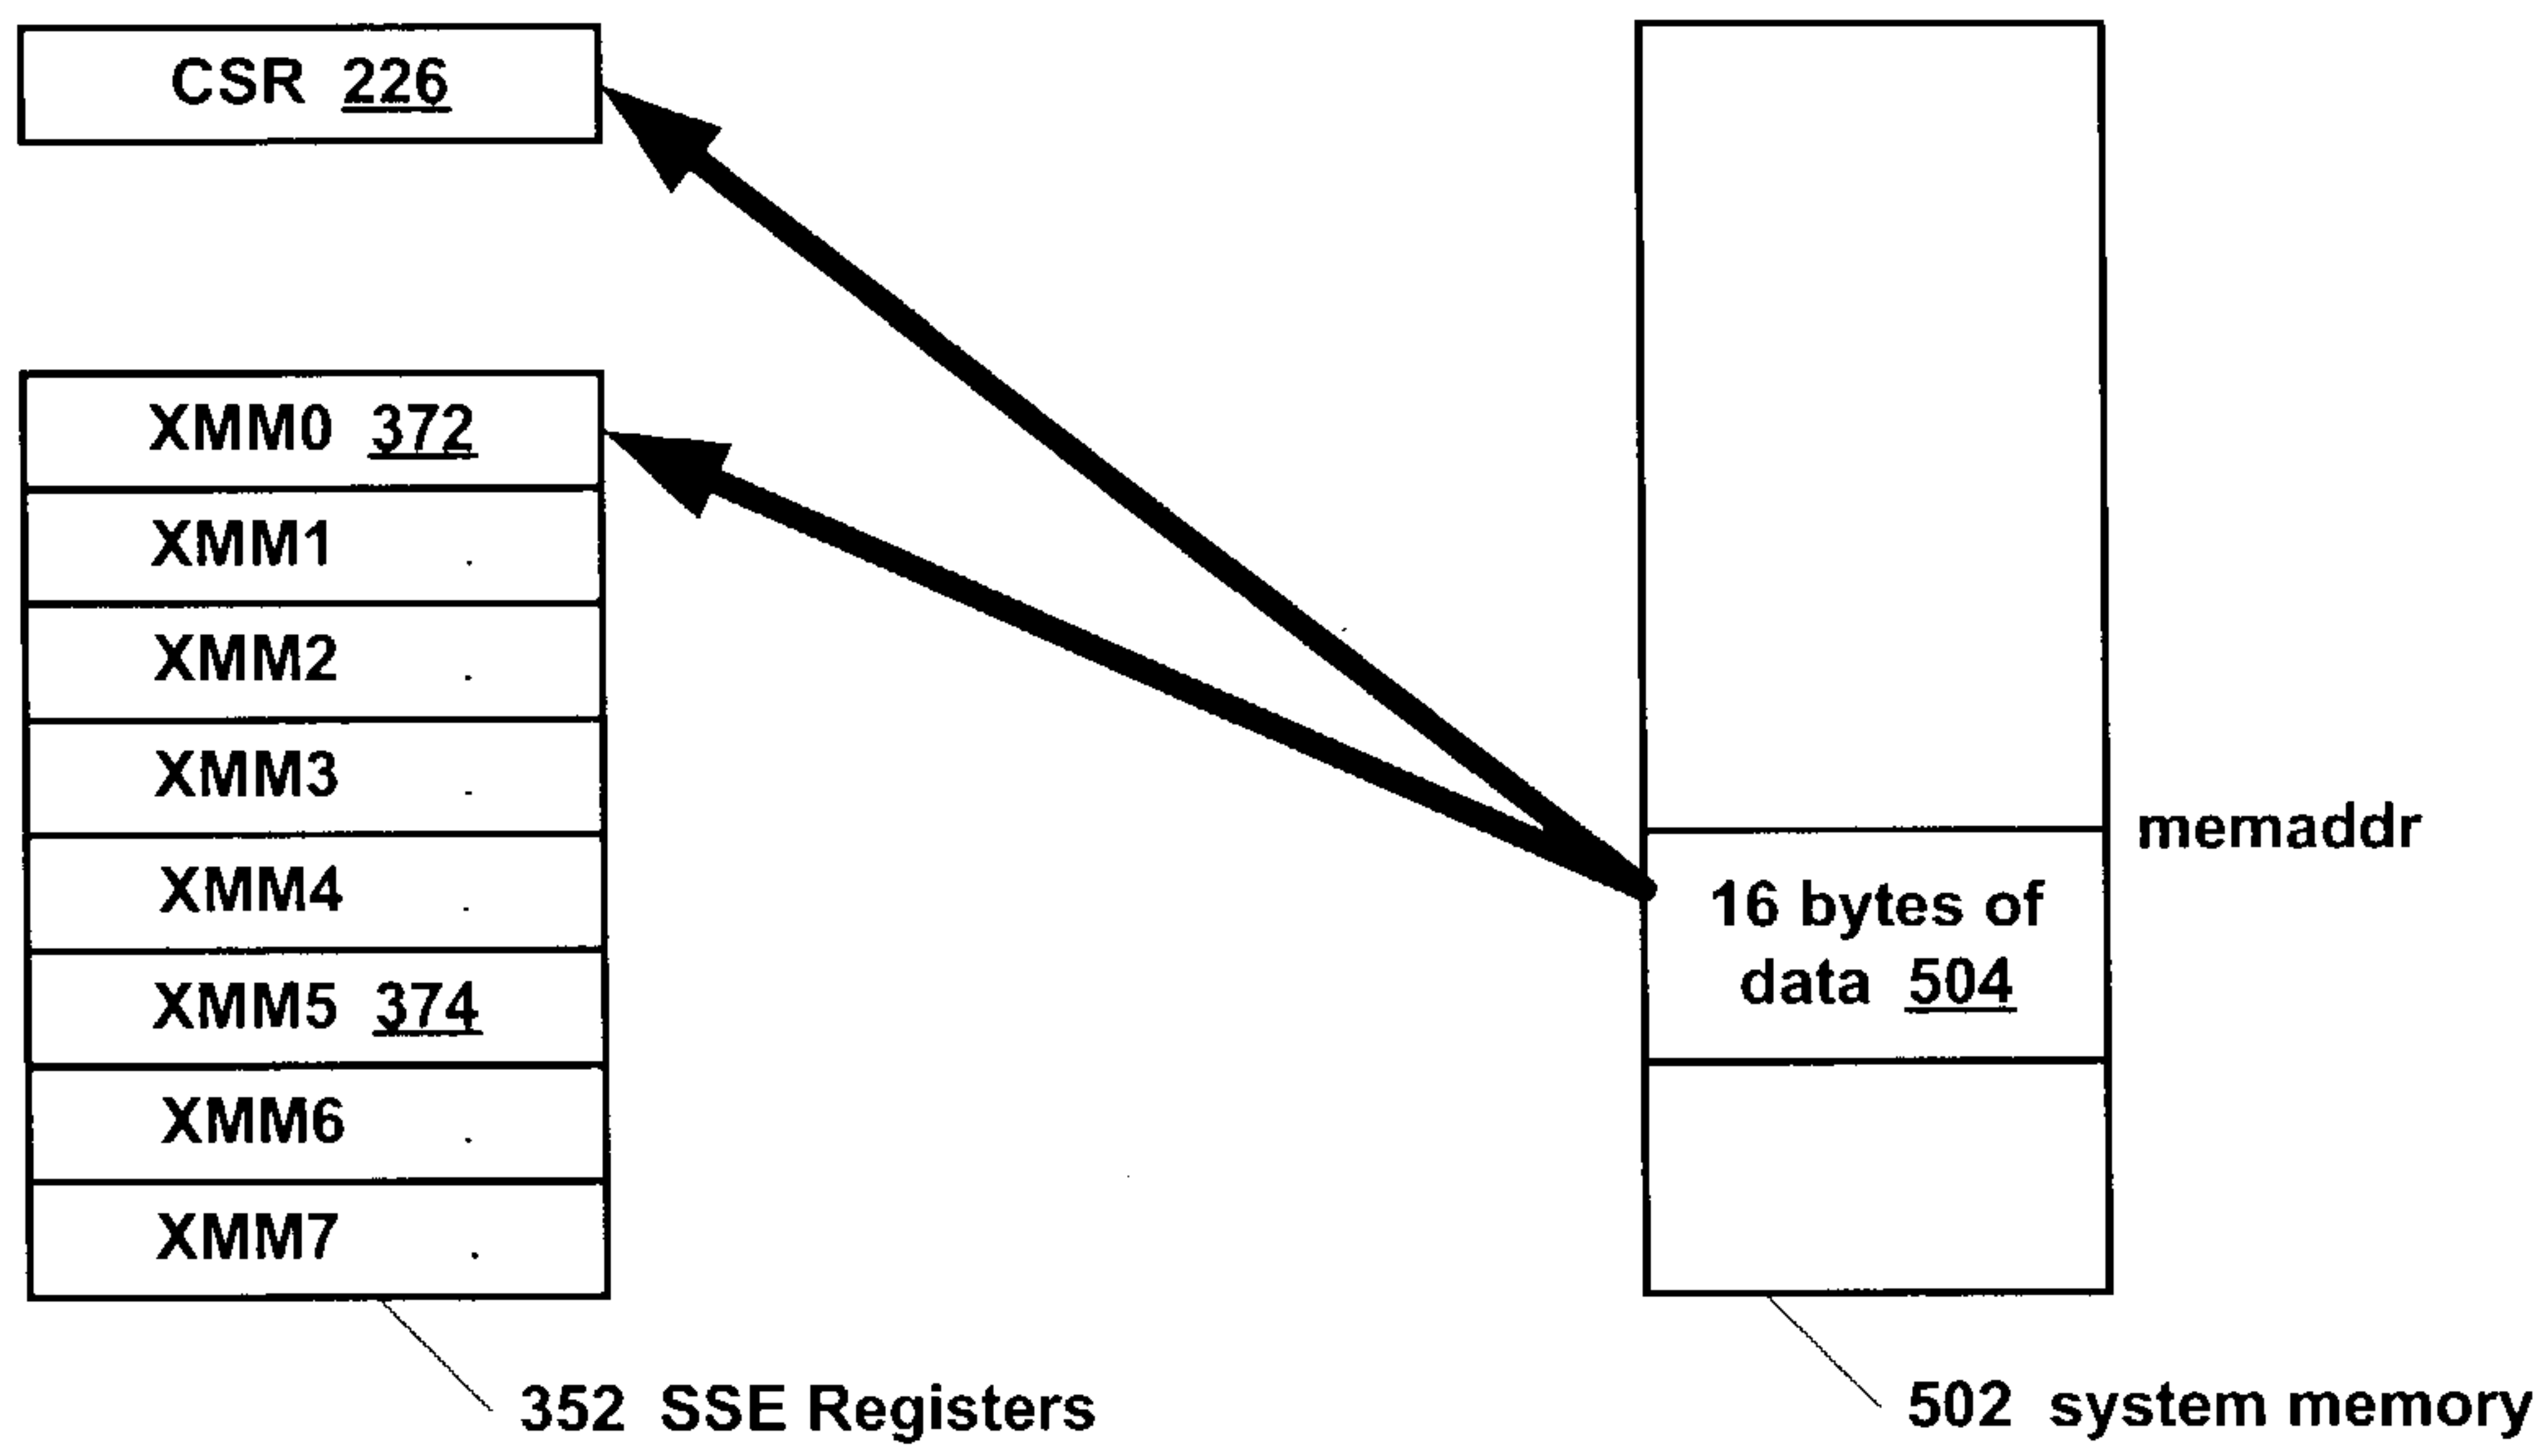 CSR 226
XMM0 372
XMM1 .
XMM2 .
XMM3 .
XMM4 .
XMM5 374
XMM6 .
XMM7 .
352 SSE Registers
memaddr
16 bytes of
data 504
502 system memory